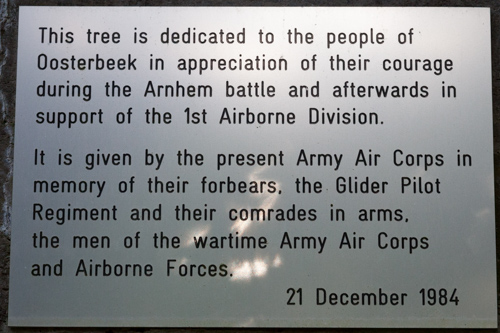 This tree is dedicated to the people of
Oosterbeek in appreciation of their courage
during the Arnhem battle and afterwards in
support of the 1st Airborne Division.
It is given by the present Army Air Corps in
memory of their forbears, the Glider Pilot
Regiment and their comrades in arms,
the men of the wartime Army Air Corps
and Airborne Forces.
21 December 1984